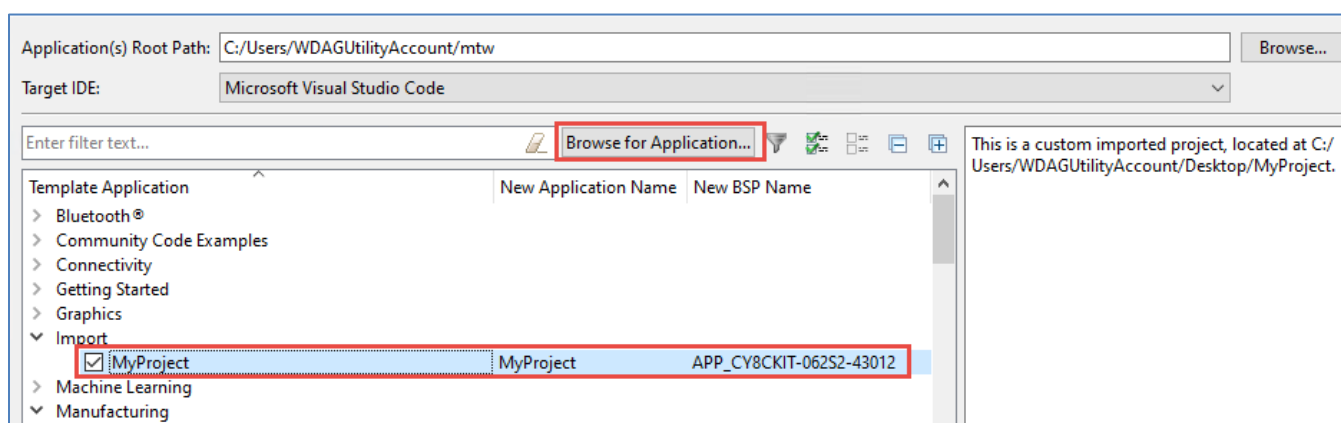 Application(s) Root Path: C:/Users/WDAGUtilityAccount/mtw Browse...
Target IDE: Microsoft Visual Studio Code
Enter filter text... Browse for Application...
Template Application New Application Name New BSP Name
Bluetooth®
Community Code Examples
Connectivity
Getting Started
Graphics
Import
MyProject MyProject APP_CY8CKIT-062S2-43012
Machine Learning
Manufacturing
This is a custom imported project, located at C:/
Users/WDAGUtilityAccount/Desktop/MyProject.